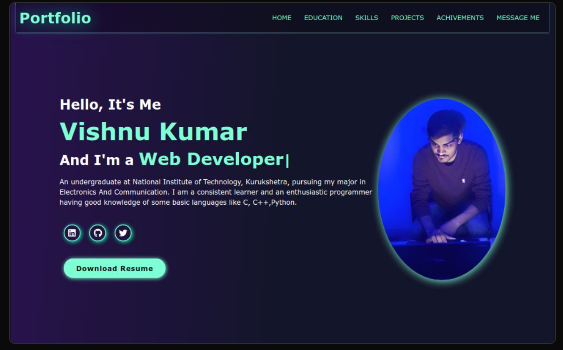 Portfolio
HOME EDUCATION SKILLS PROJECTS ACHIVEMENTS MESSAGE ME
Hello, It's Me
Vishnu Kumar
And I'm a Web Developer|
An undergraduate at National Institute of Technology, Kurukshetra, pursuing my major in
Electronics And Communication. I am a consistent learner and an enthusiastic programmer
having good knowledge of some basic languages like C, C++,Python.
Download Resume